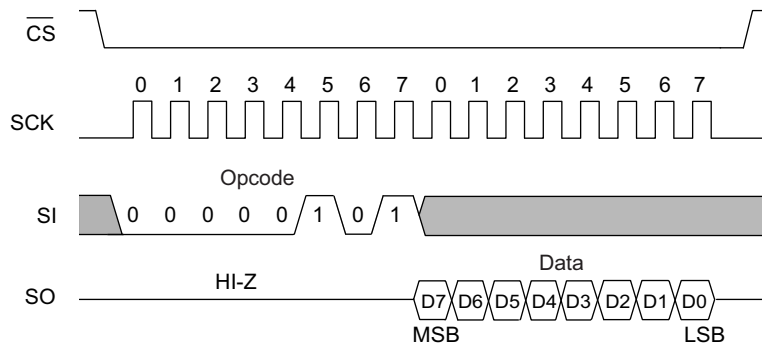 CS
0 1 2 3 4 5 6 7 0 1 2 3 4 5 6 7
SCK
Opcode
SI 0 0 0 0 0 1 0 1
Data
HI-Z
SO D7 D6 D5 D4 D3 D2 D1 D0
MSB LSB